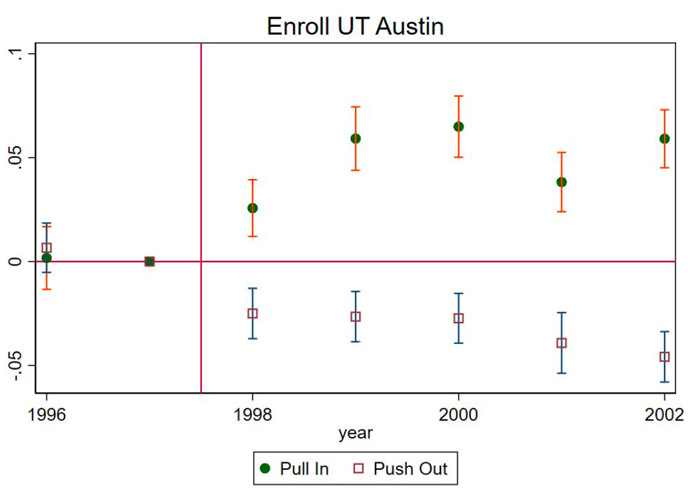 Enroll UT Austin
.1
.05
0
-.05
1996 1998 2000 2002
year
Pull In Push Out